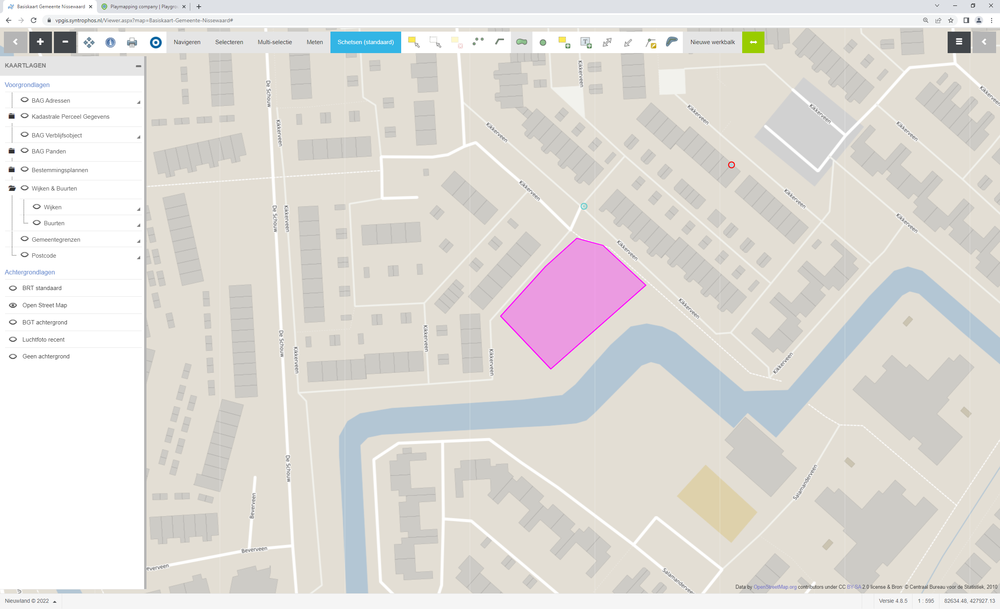 Basiskaart Gemeente Nissewaard
Playmapping company | Playgrou
vpgis.syntrophos.nl/Viewer.aspx?map=Basiskaart-Gemeente-Nissewaard#
Navigeren
Selecteren
Multi-selectie
Meten
Schetsen (standaard)
T
Nieuwe werkbalk
KAARTLAGEN
Voorgrondlagen
BAG Adressen
Kadastrale Perceel Gegevens
BAG Verblijfsobject
BAG Panden
Bestemmingsplannen
Wijken & Buurten
Wijken
Buurten
Gemeentegrenzen
Postcode
Achtergrondlagen
BRT standaard
Open Street Map
BGT achtergrond
Luchtfoto recent
Geen achtergrond
Kikkerveen
De Schouw
Kikkerveen
Kikkerveen
Kikkerveen
Kikkerveen
Kikkerveen
Kikkerveen
Kikkerveen
Kikkerveen
Kikkerveen
De Schouw
Kikkerveen
Kikkerveen
Kikkerveen
Kikkerveen
De Schouw
Kikkerveen
Kikkerveen
Kikkerveen
Kikkerveen
De Schouw
Salamanderveen
Beverveen
Beverveen
everveen
Salamanderveen
Data by OpenStreetMap.org contributors under CC BY-SA 2.0 license & Bron: © Centraal Bureau voor de Statistiek, 2010
Nieuwland © 2022
Versie 4.8.5
1 : 595
82634.48, 427927.13